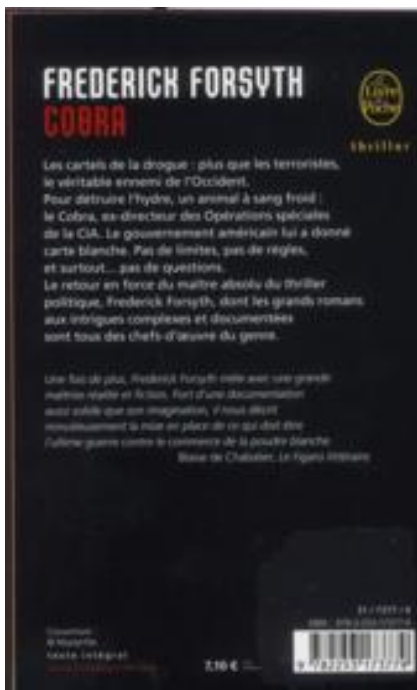 FREDERICK FORSYTH
COBRA
Le Livre de Poche
thriller
Les cartels de la drogue : plus que les terroristes,
le véritable ennemi de l'Occident.
Pour détruire l'hydre, un animal à sang froid :
le Cobra, ex-directeur des Opérations spéciales
de la CIA. Le gouvernement américain lui a donné
carte blanche. Pas de limites, pas de règles,
et surtout... pas de questions.
Le retour en force du maître absolu du thriller
politique, Frederick Forsyth, dont les grands romans
aux intrigues complexes et documentées
sont tous des chefs-d'œuvre du genre.
Une fois de plus, Frederick Forsyth mêle avec une grande
maîtrise réalité et fiction. Fort d'une documentation
aussi solide que son imagination, il nous décrit
minutieusement la mise en place de ce qui doit être
l'ultime guerre contre le commerce de la poudre blanche.
Blaise de Chabalier, Le Figaro littéraire
Couverture
texte intégral
7,10 €